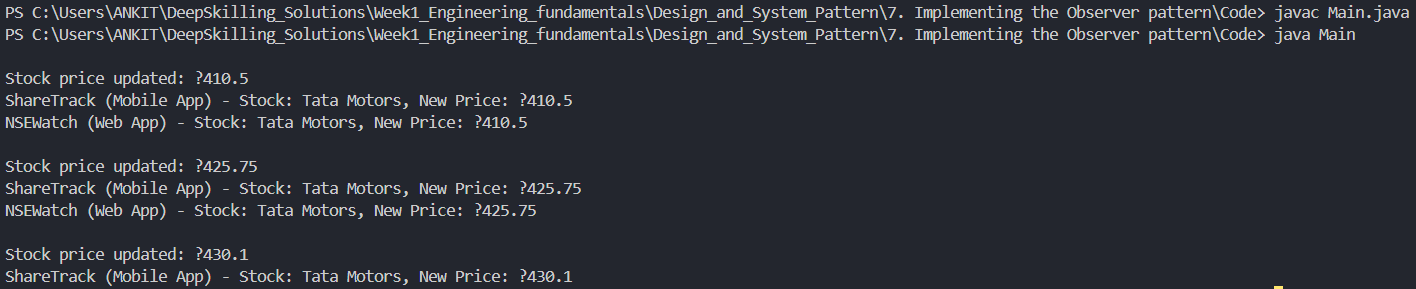 PS C:\Users\ANKIT\DeepSkilling_Solutions\Week1_Engineering_fundamentals\Design_and_System_Pattern\7. Implementing the Observer pattern\Code> javac Main.java
PS C:\Users\ANKIT\DeepSkilling_Solutions\Week1_Engineering_fundamentals\Design_and_System_Pattern\7. Implementing the Observer pattern\Code> java Main
Stock price updated: ?410.5
ShareTrack (Mobile App) - Stock: Tata Motors, New Price: ?410.5
NSEWatch (Web App) - Stock: Tata Motors, New Price: ?410.5
Stock price updated: ?425.75
ShareTrack (Mobile App) - Stock: Tata Motors, New Price: ?425.75
NSEWatch (Web App) - Stock: Tata Motors, New Price: ?425.75
Stock price updated: ?430.1
ShareTrack (Mobile App) - Stock: Tata Motors, New Price: ?430.1